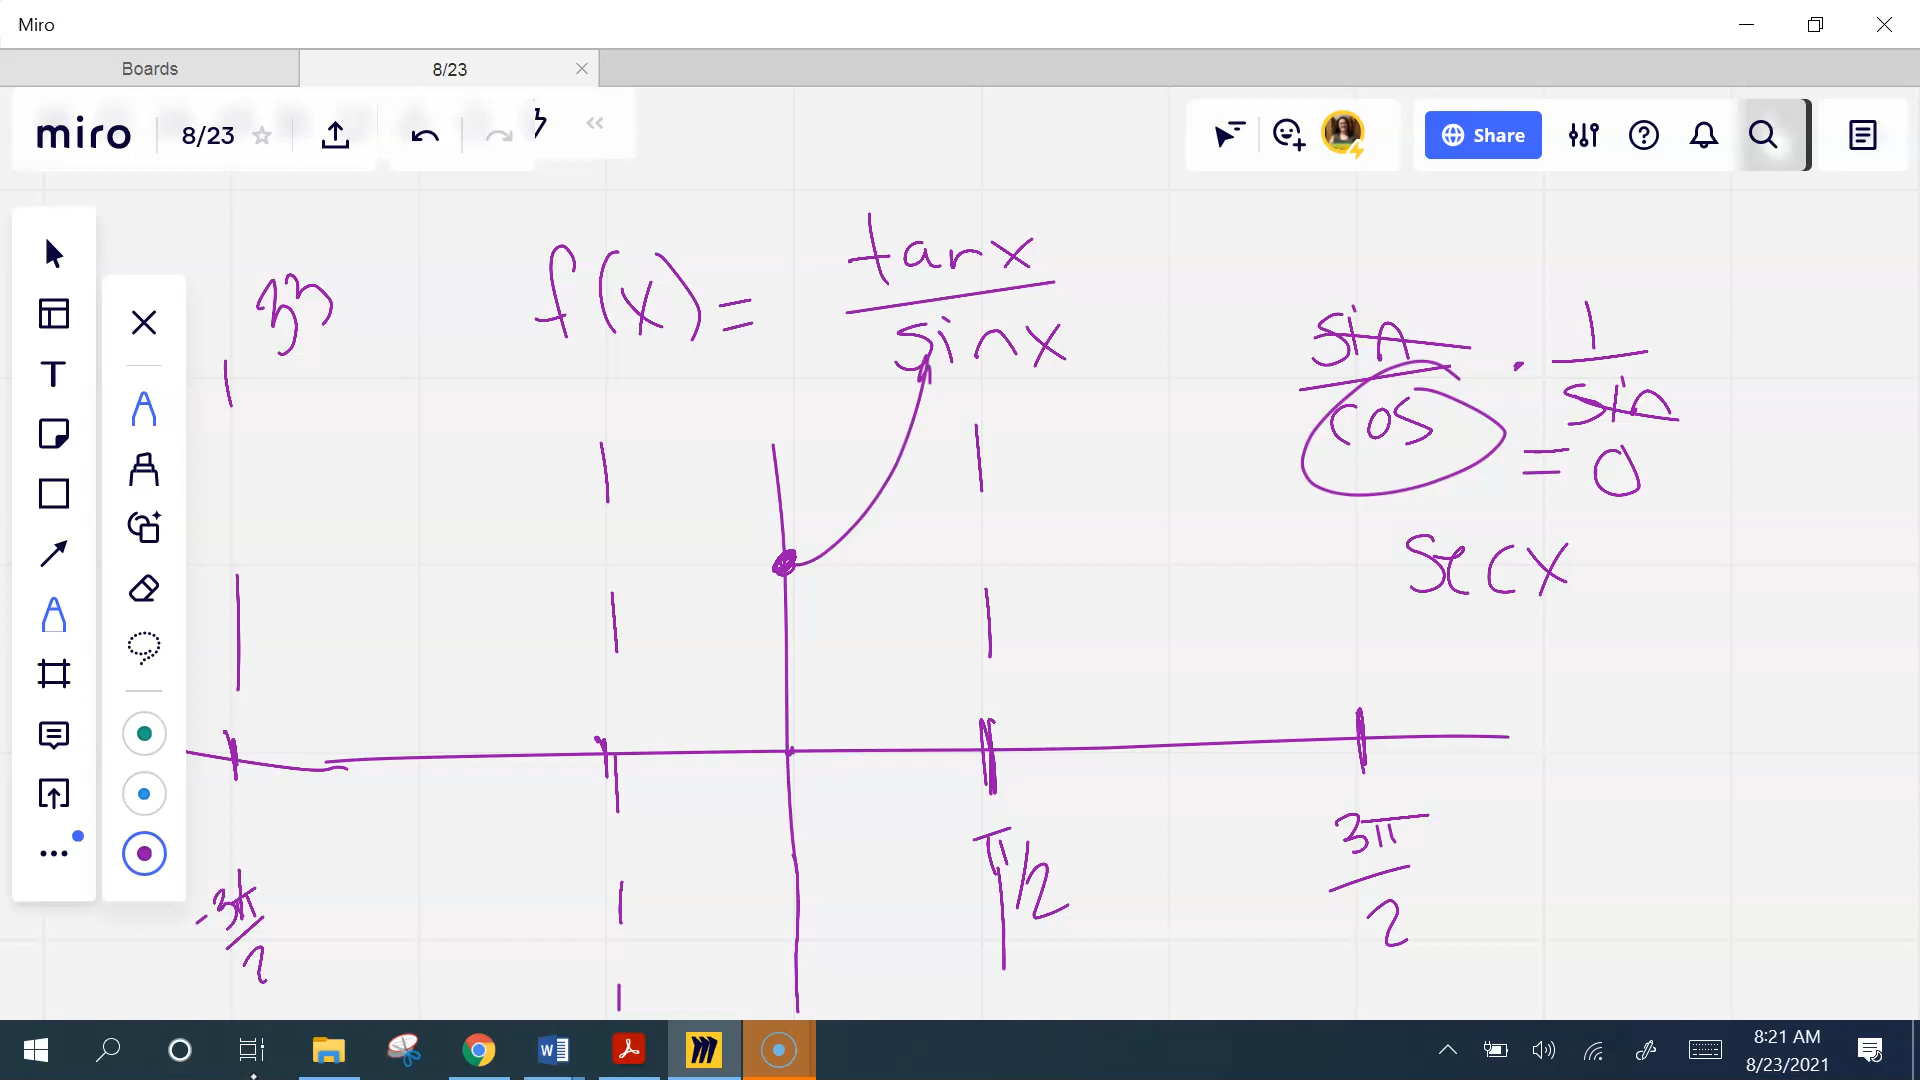 Miro
Boards
8/23
miro
8/23
Share
33
f(x) = tanx / sinx
sin / cos · 1 / sin
= 0
secx
-3π/2
π/2
3π/2
8:21 AM
8/23/2021